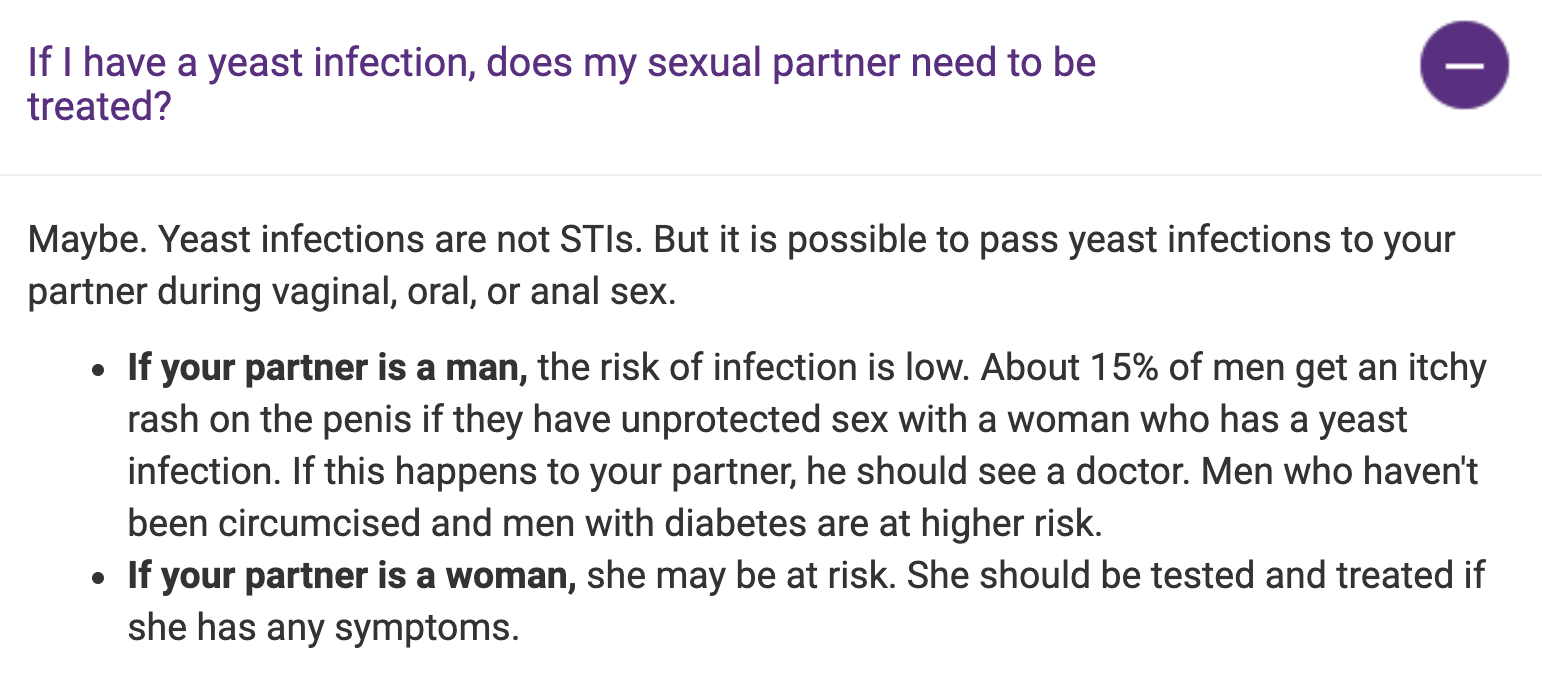 If I have a yeast infection, does my sexual partner need to be
treated?
Maybe. Yeast infections are not STIs. But it is possible to pass yeast infections to your
partner during vaginal, oral, or anal sex.
• If your partner is a man, the risk of infection is low. About 15% of men get an itchy
rash on the penis if they have unprotected sex with a woman who has a yeast
infection. If this happens to your partner, he should see a doctor. Men who haven't
been circumcised and men with diabetes are at higher risk.
• If your partner is a woman, she may be at risk. She should be tested and treated if
she has any symptoms.